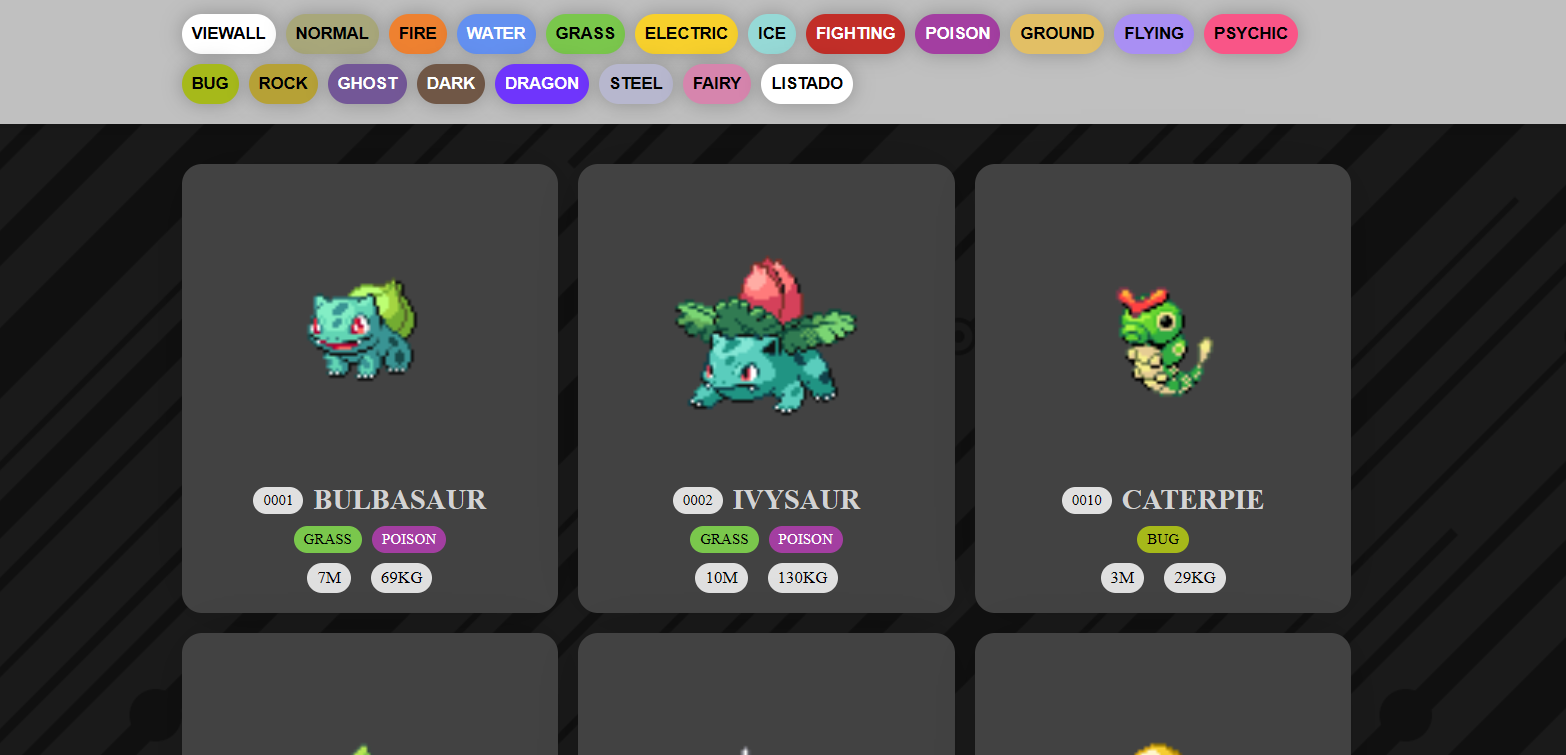 VIEWALL NORMAL FIRE WATER GRASS ELECTRIC ICE FIGHTING POISON GROUND FLYING PSYCHIC
BUG ROCK GHOST DARK DRAGON STEEL FAIRY LISTADO
0001 BULBASAUR
GRASS POISON
7M 69KG
0002 IVYSAUR
GRASS POISON
10M 130KG
0010 CATERPIE
BUG
3M 29KG